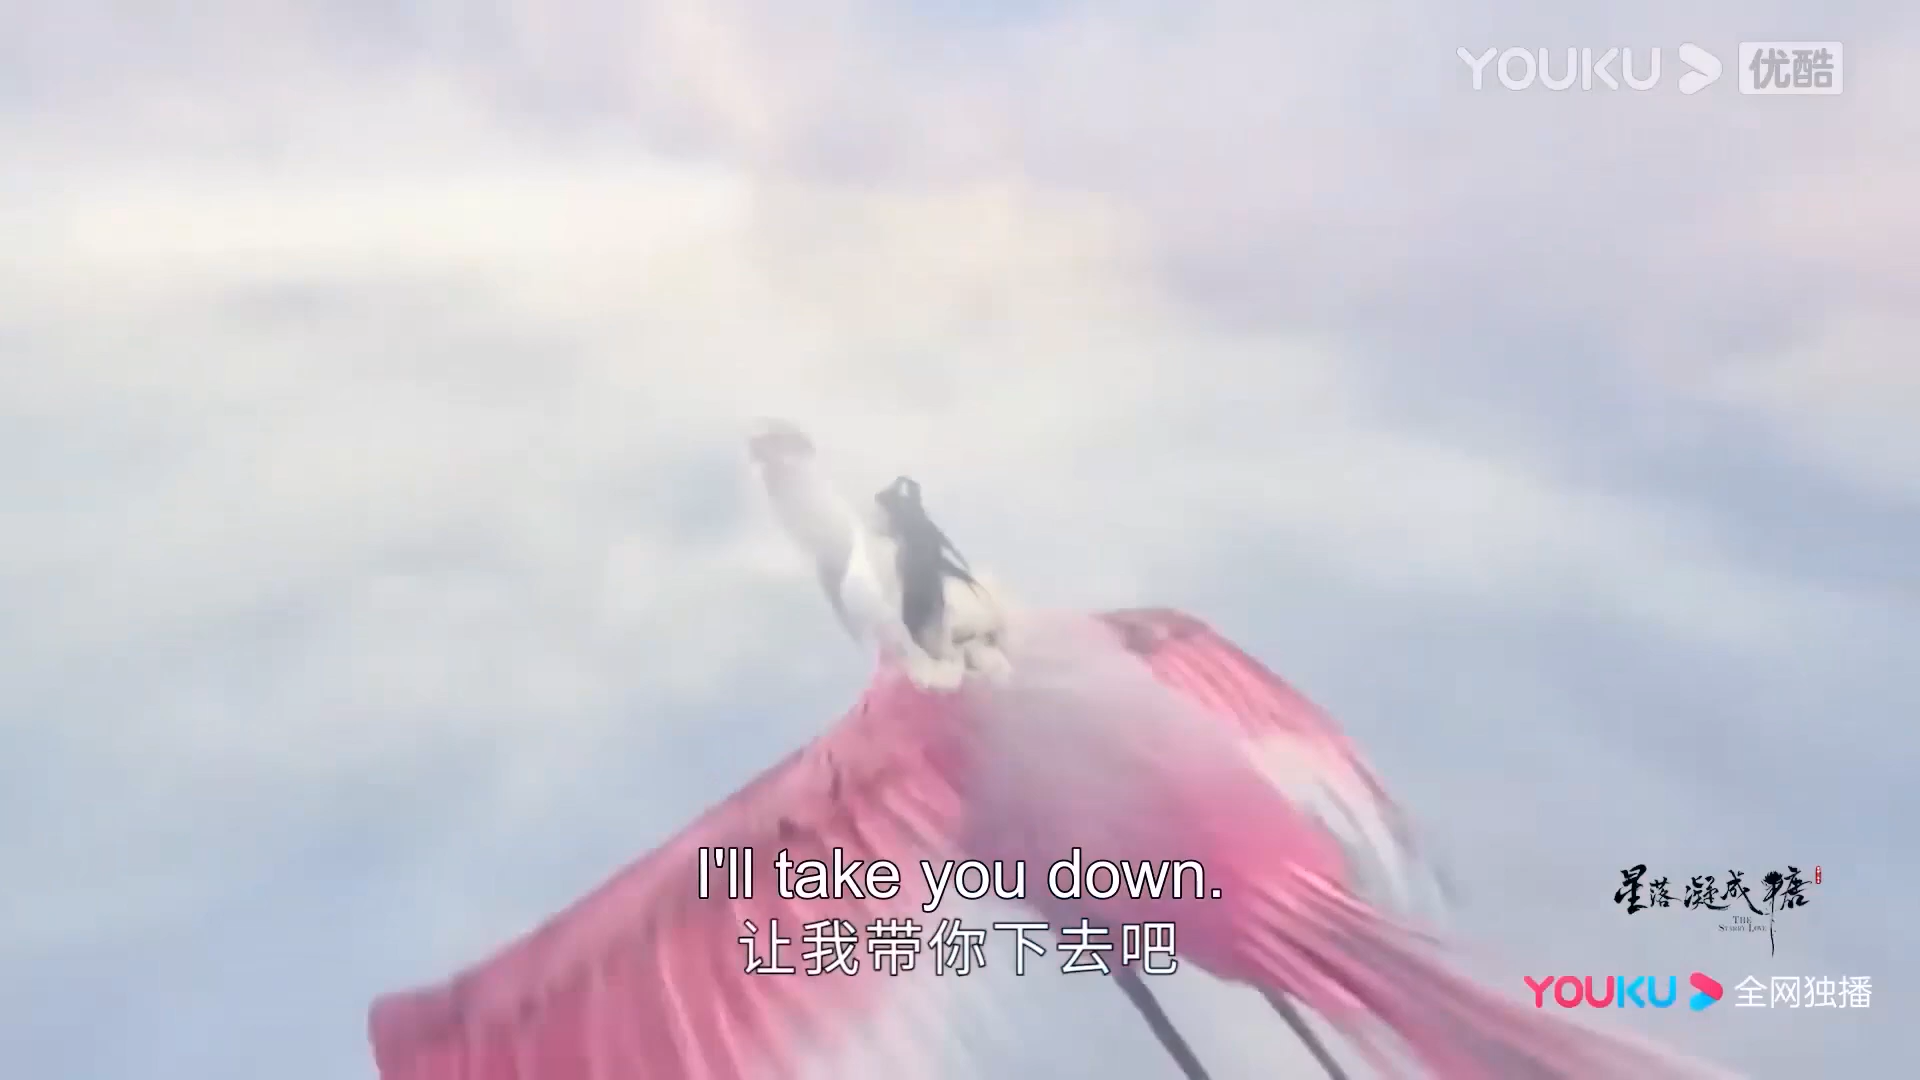 YOUKU 优酷
I'll take you down.
让我带你下去吧
星落凝成糖
THE
STARRY LOVE
YOUKU 全网独播